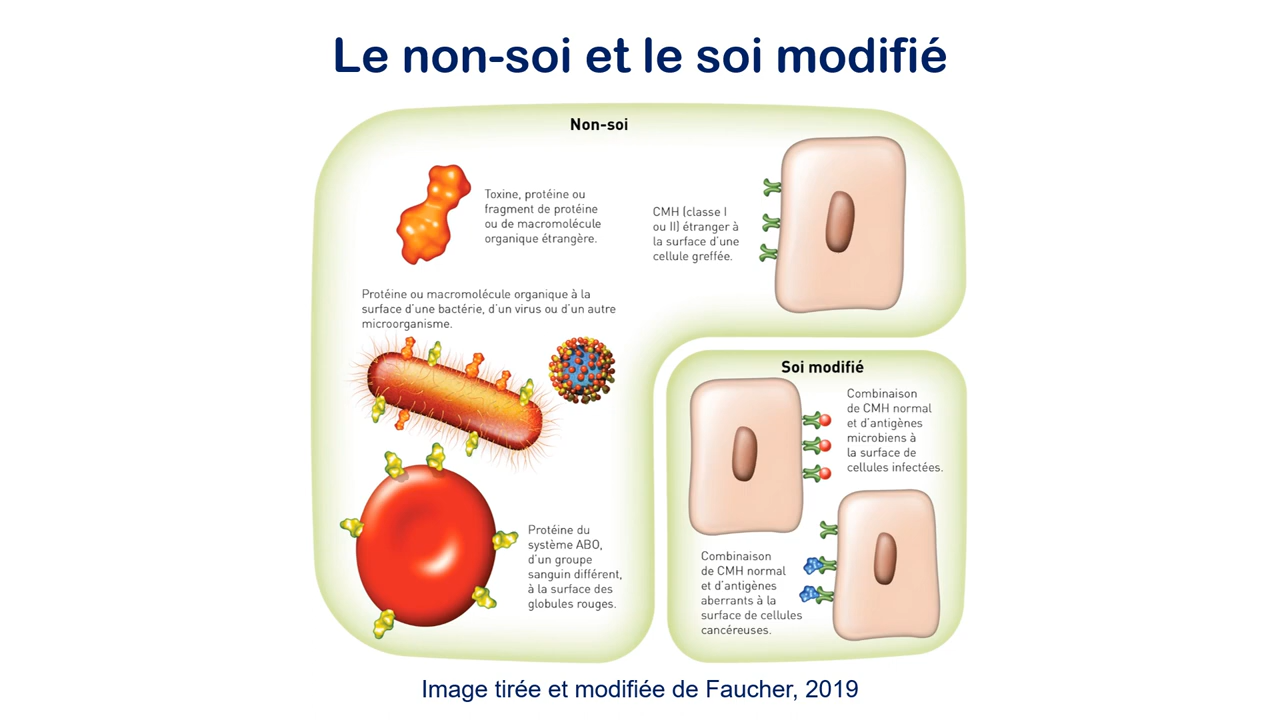 Le non-soi et le soi modifié
Non-soi
Toxine, protéine ou
fragment de protéine
ou de macromolécule
organique étrangère.
CMH (classe I
ou II) étranger à
la surface d'une
cellule greffée.
Protéine ou macromolécule organique à la
surface d'une bactérie, d'un virus ou d'un autre
microorganisme.
Protéine du
système ABO,
d'un groupe
sanguin différent,
à la surface des
globules rouges.
Soi modifié
Combinaison
de CMH normal
et d'antigènes
microbiens à
la surface de
cellules infectées.
Combinaison
de CMH normal
et d'antigènes
aberrants à la
surface de cellules
cancéreuses.
Image tirée et modifiée de Faucher, 2019